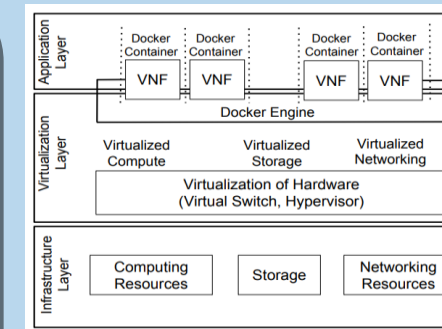 Application
Layer
Docker
Container
Docker
Container
Docker
Container
Docker
Container
VNF
VNF
VNF
VNF
Docker Engine
Virtualization
Layer
Virtualized
Compute
Virtualized
Storage
Virtualized
Networking
Virtualization of Hardware
(Virtual Switch, Hypervisor)
Infrastructure
Layer
Computing
Resources
Storage
Networking
Resources